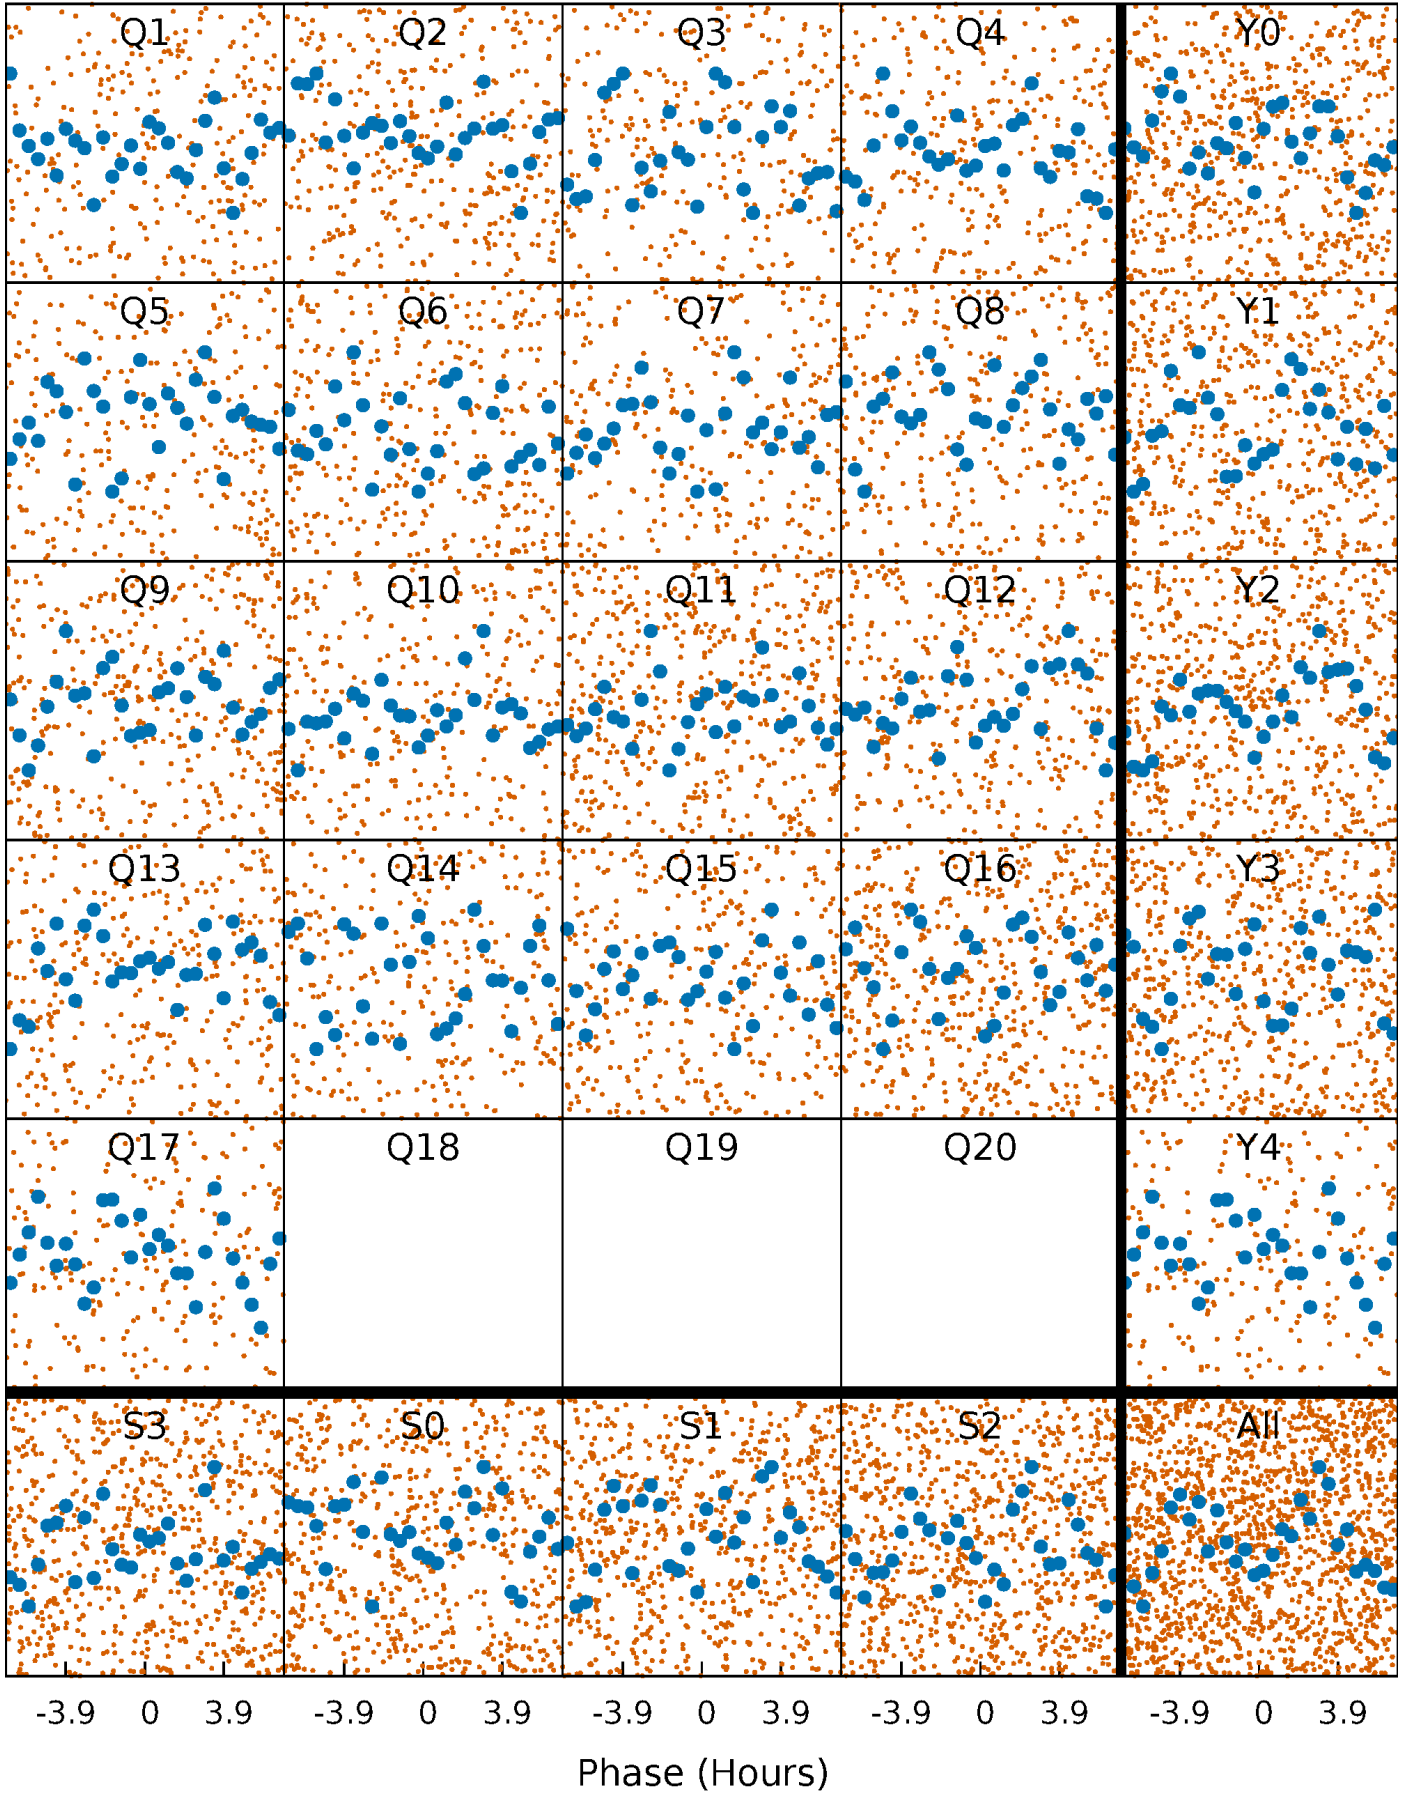 Q1 Q2 Q3 Q4 Y0
Q5 Q6 Q7 Q8 Y1
Q9 Q10 Q11 Q12 Y2
Q13 Q14 Q15 Q16 Y3
Q17 Q18 Q19 Q20 Y4
S3 S0 S1 S2 All
-3.9 0 3.9 -3.9 0 3.9 -3.9 0 3.9 -3.9 0 3.9 -3.9 0 3.9
Phase (Hours)